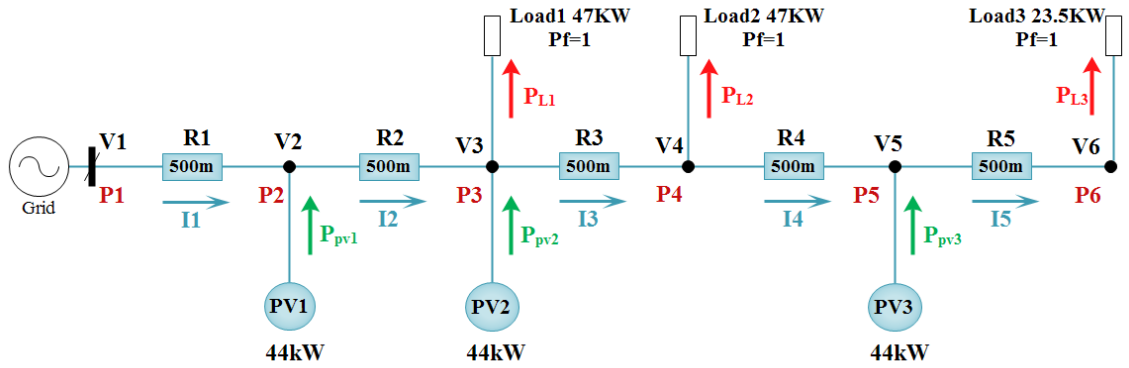 Load1 47KW
Pf=1
Load2 47KW
Pf=1
Load3 23.5KW
Pf=1
PL1
PL2
PL3
V1
R1
V2
R2
V3
R3
V4
R4
V5
R5
V6
500m
500m
500m
500m
500m
Grid
P1
I1
P2
I2
P3
I3
P4
I4
P5
I5
P6
Ppv1
Ppv2
Ppv3
PV1
PV2
PV3
44kW
44kW
44kW